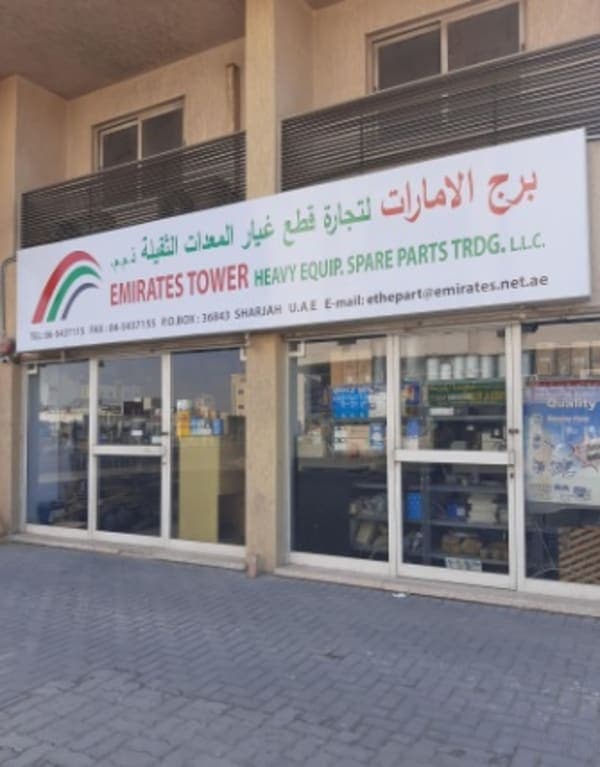 برج الامارات لتجارة قطع غيار المعدات الثقيلة ذ.م.م.
EMIRATES TOWER HEAVY EQUIP. SPARE PARTS TRDG. L.L.C.
TEL: 06-5437115 FAX : 06-5437155 P.O.BOX : 36843 SHARJAH U.A.E E-mail: ethepart@emirates.net.ae
Quality